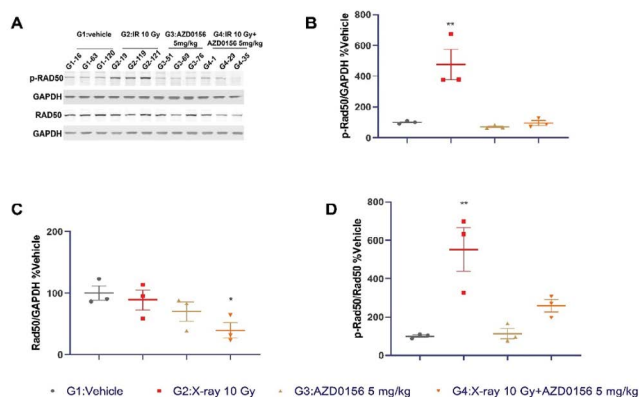 A
G1:vehicle G2:IR 10 Gy G3:AZD0156 5mg/kg G4:IR 10 Gy+ AZD0156 5 mg/kg
G1-16 G1-63 G1-120 G2-19 G2-119 G2-121 G3-51 G3-69 G3-76 G4-1 G4-29 G4-35
p-RAD50
GAPDH
RAD50
GAPDH
B
p-Rad50/GAPDH %Vehicle
800
600
400
200
0
**
C
Rad50/GAPDH %Vehicle
200
100
0
*
D
p-Rad50/Rad50 %Vehicle
800
600
400
200
0
**
G1:Vehicle G2:X-ray 10 Gy G3:AZD0156 5 mg/kg G4:X-ray 10 Gy+AZD0156 5 mg/kg